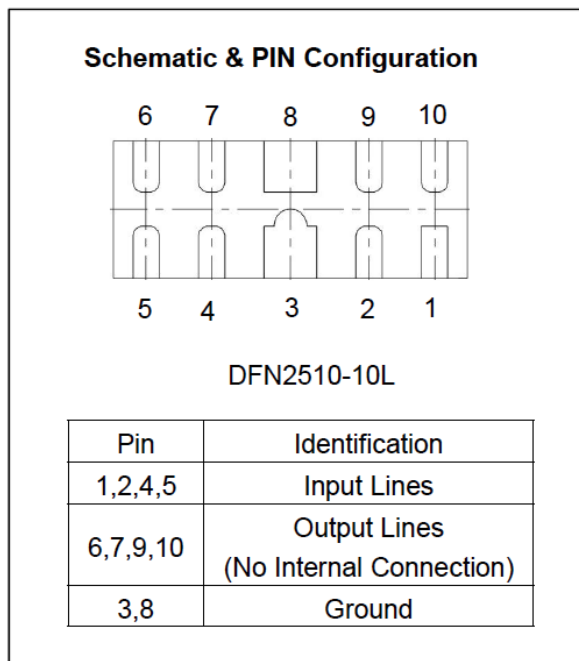 Schematic & PIN Configuration
6 7 8 9 10
5 4 3 2 1
DFN2510-10L
Pin Identification
1,2,4,5 Input Lines
6,7,9,10 Output Lines
(No Internal Connection)
3,8 Ground